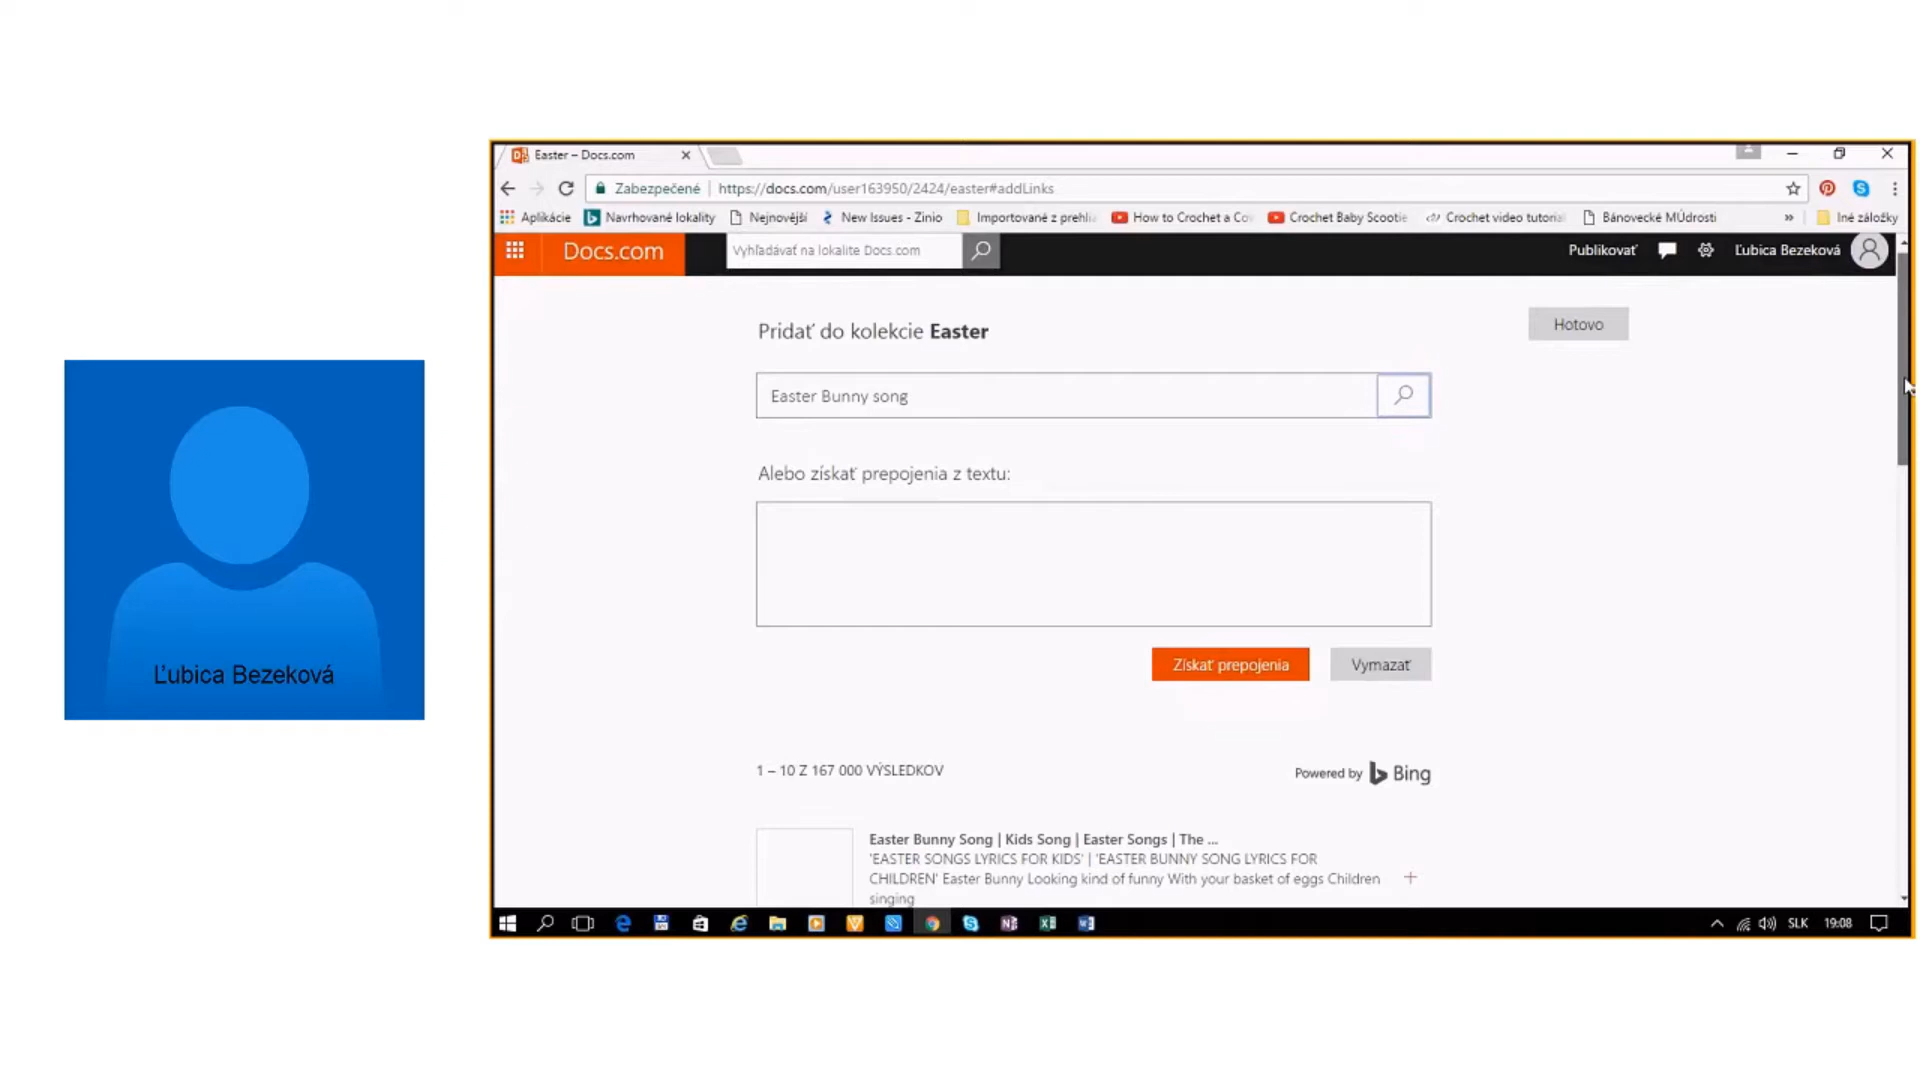 Easter – Docs.com
Zabezpečené
https://docs.com/user163950/2424/easter#addLinks
Aplikácie
Navrhované lokality
Najnovější
New Issues - Zinio
Importované z prehli
How to Crochet a Co
Crochet Baby Scootie
Crochet video tutoria
Bánovecké MÚdrosti
»
Iné záložky
Docs.com
Vyhľadávať na lokalite Docs.com
Publikovať
Ľubica Bezeková
Pridať do kolekcie Easter
Hotovo
Easter Bunny song
Alebo získať prepojenia z textu:
Ľubica Bezeková
Získať prepojenia
Vymazať
1 – 10 Z 167 000 VÝSLEDKOV
Powered by Bing
Easter Bunny Song | Kids Song | Easter Songs | The ...
'EASTER SONGS LYRICS FOR KIDS' | 'EASTER BUNNY SONG LYRICS FOR
CHILDREN' Easter Bunny Looking kind of funny With your basket of eggs Children
singing
SLK
19:08